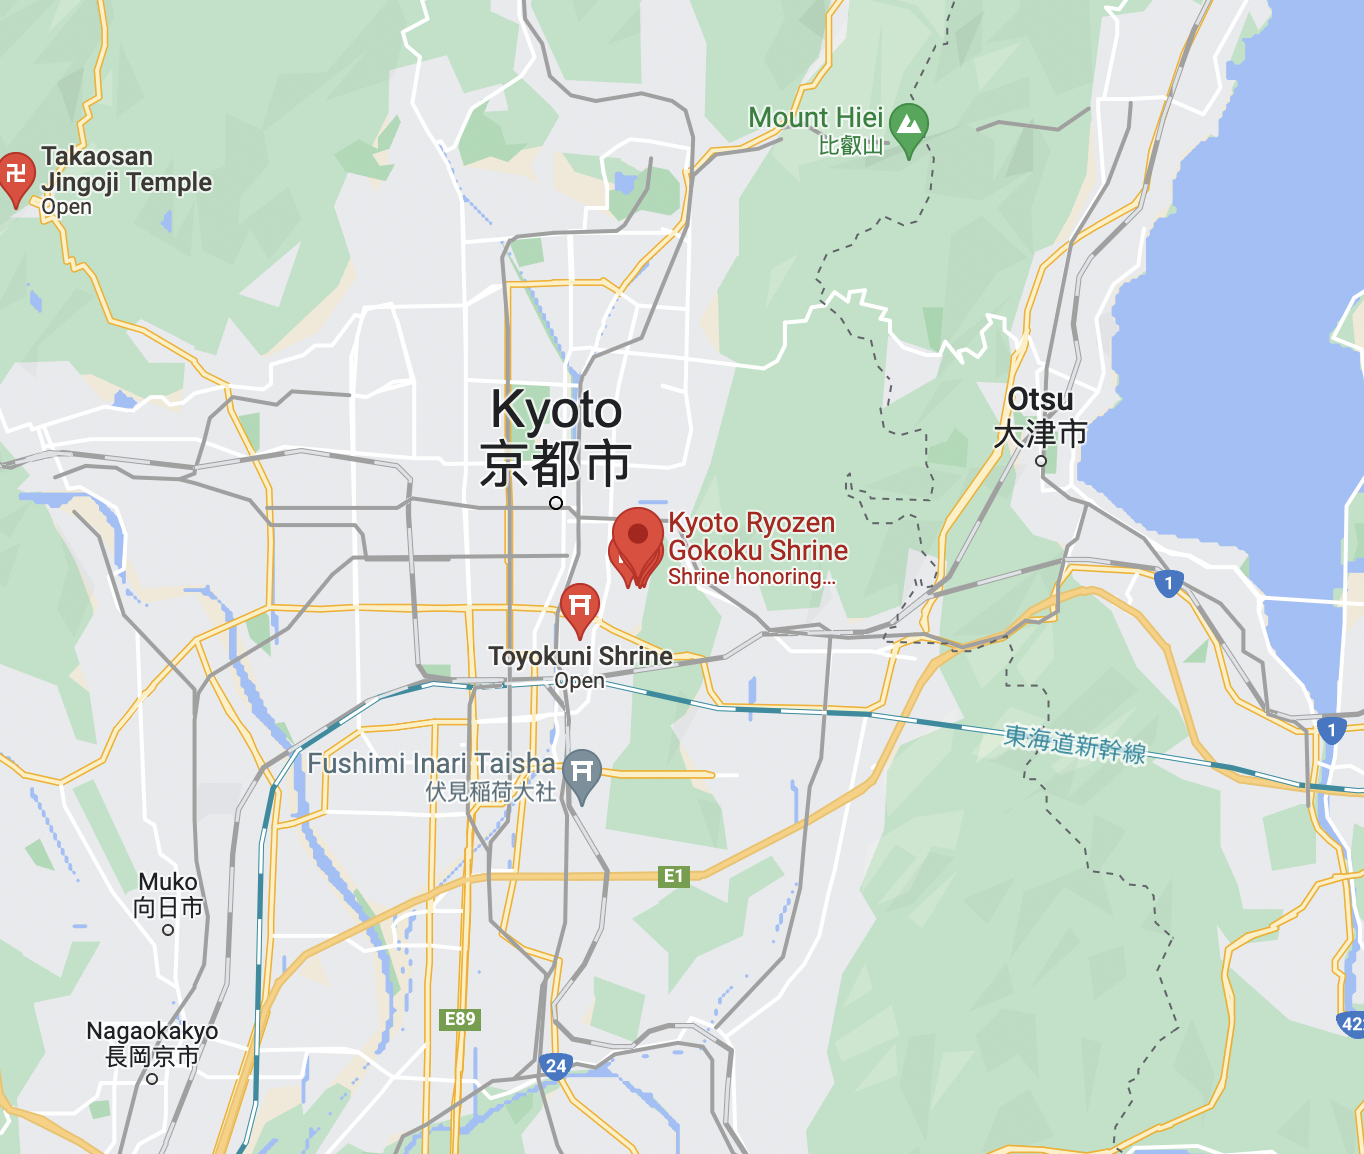 Mount Hiei
比叡山
Takaosan
Jingoji Temple
Open
Kyoto
京都市
Otsu
大津市
Kyoto Ryozen
Gokoku Shrine
Shrine honoring...
1
Toyokuni Shrine
Open
東海道新幹線
1
Fushimi Inari Taisha
伏見稲荷大社
E1
Muko
向日市
Nagaokakyo
長岡京市
E89
422
24